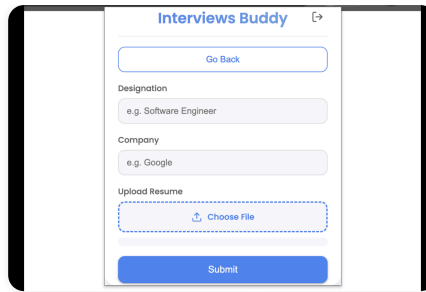 Interviews Buddy
Go Back
Designation
e.g. Software Engineer
Company
e.g. Google
Upload Resume
Choose File
Submit